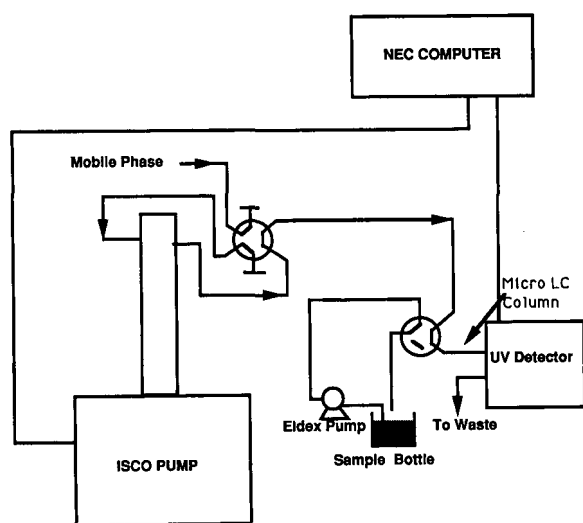 NEC COMPUTER
Mobile Phase
Micro LC
Column
UV Detector
Eldex Pump
To Waste
Sample Bottle
ISCO PUMP